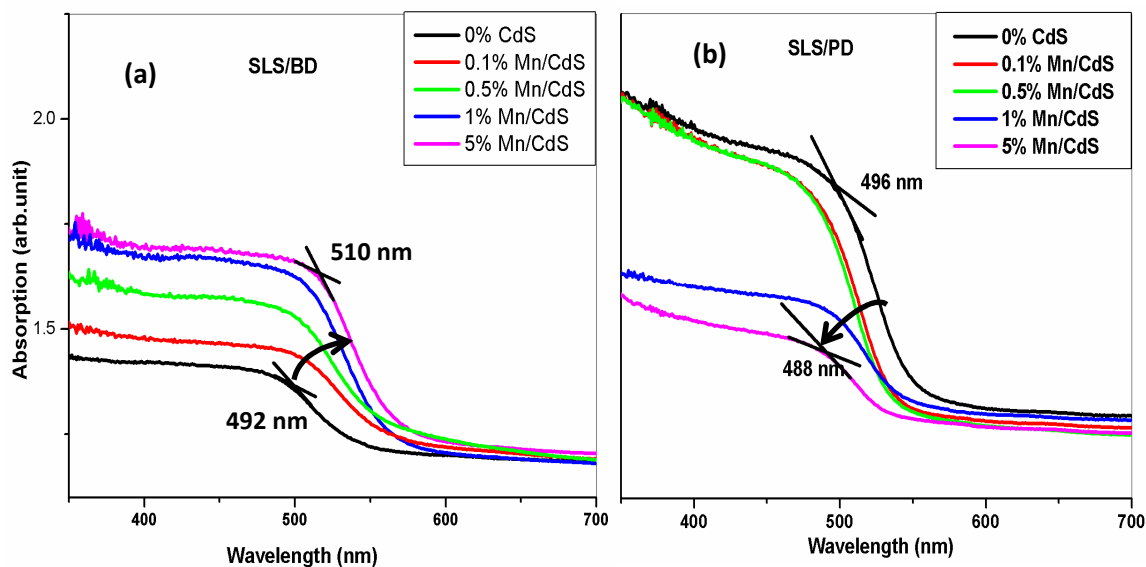 (a)
SLS/BD
0% CdS
0.1% Mn/CdS
0.5% Mn/CdS
1% Mn/CdS
5% Mn/CdS
2.0
1.5
510 nm
492 nm
400
500
600
700
Wavelength (nm)
Absorption (arb.unit)
(b)
SLS/PD
0% CdS
0.1% Mn/CdS
0.5% Mn/CdS
1% Mn/CdS
5% Mn/CdS
496 nm
488 nm
400
500
600
700
Wavelength (nm)